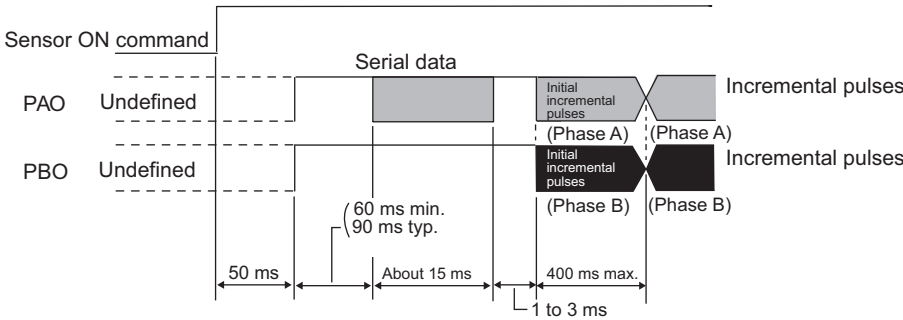 Sensor ON command
Serial data
PAO Undefined
Initial
incremental
pulses
Incremental pulses
(Phase A) (Phase A)
PBO Undefined
Initial
incremental
pulses
Incremental pulses
(Phase B) (Phase B)
(60 ms min.
90 ms typ.
50 ms
About 15 ms
400 ms max.
1 to 3 ms